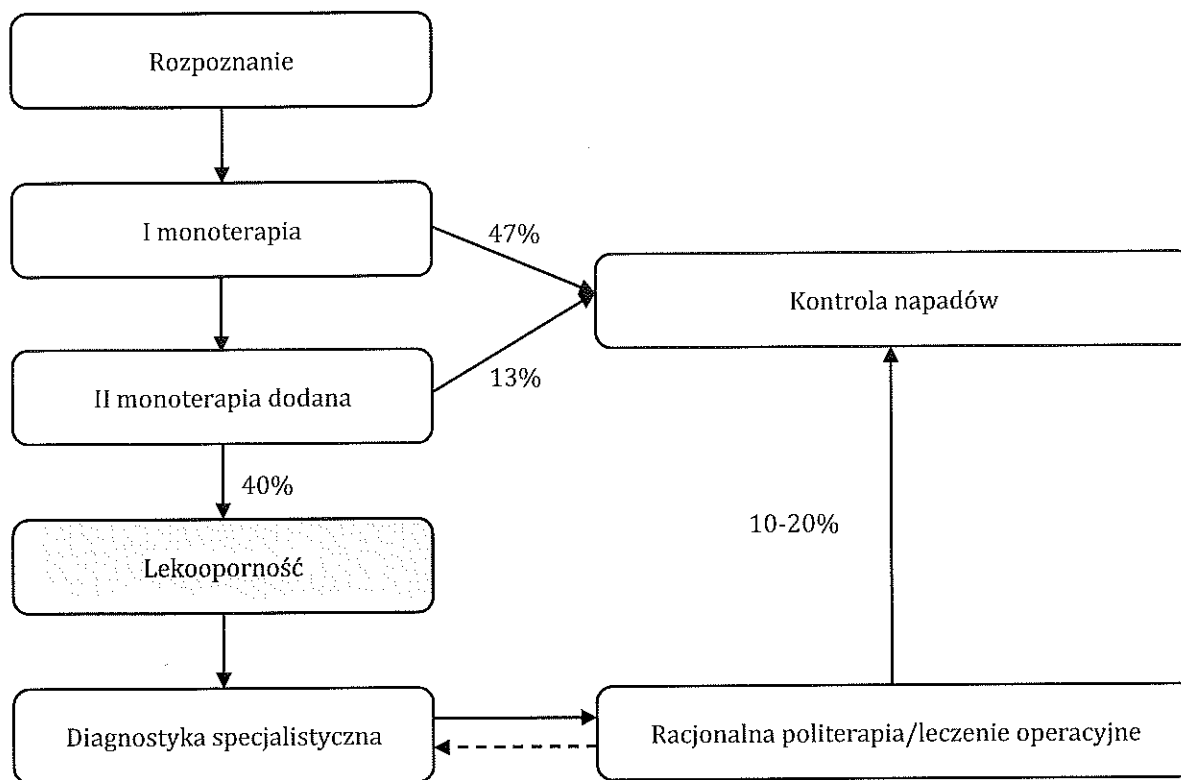 Rozpoznanie
I monoterapia
47%
Kontrola napadów
II monoterapia dodana
13%
40%
Lekooporność
10-20%
Diagnostyka specjalistyczna
Racjonalna politerapia/leczenie operacyjne